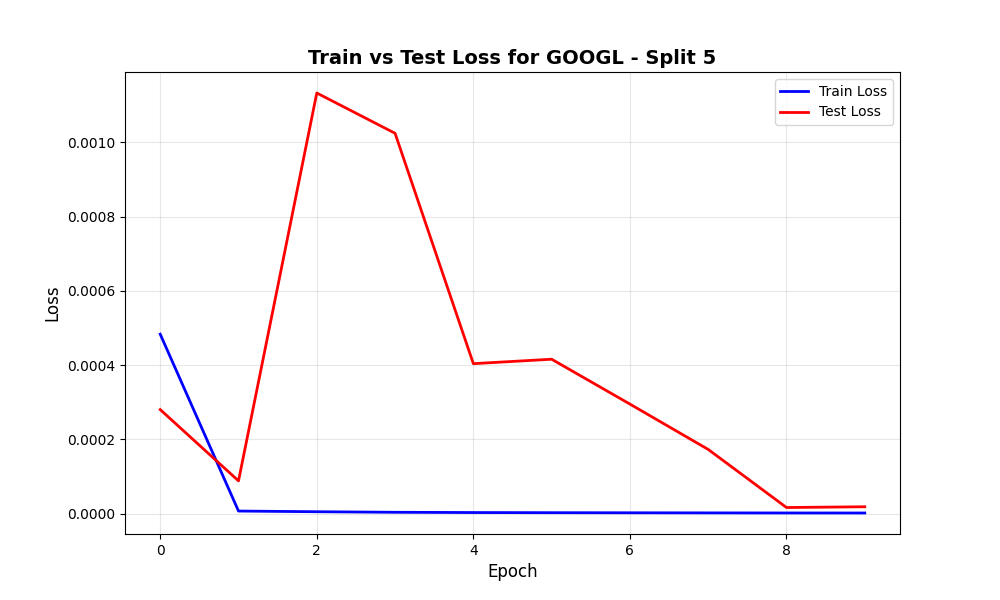 Train vs Test Loss for GOOGL - Split 5
Train Loss
Test Loss
0.0010
0.0008
0.0006
0.0004
0.0002
0.0000
Loss
0 2 4 6 8
Epoch